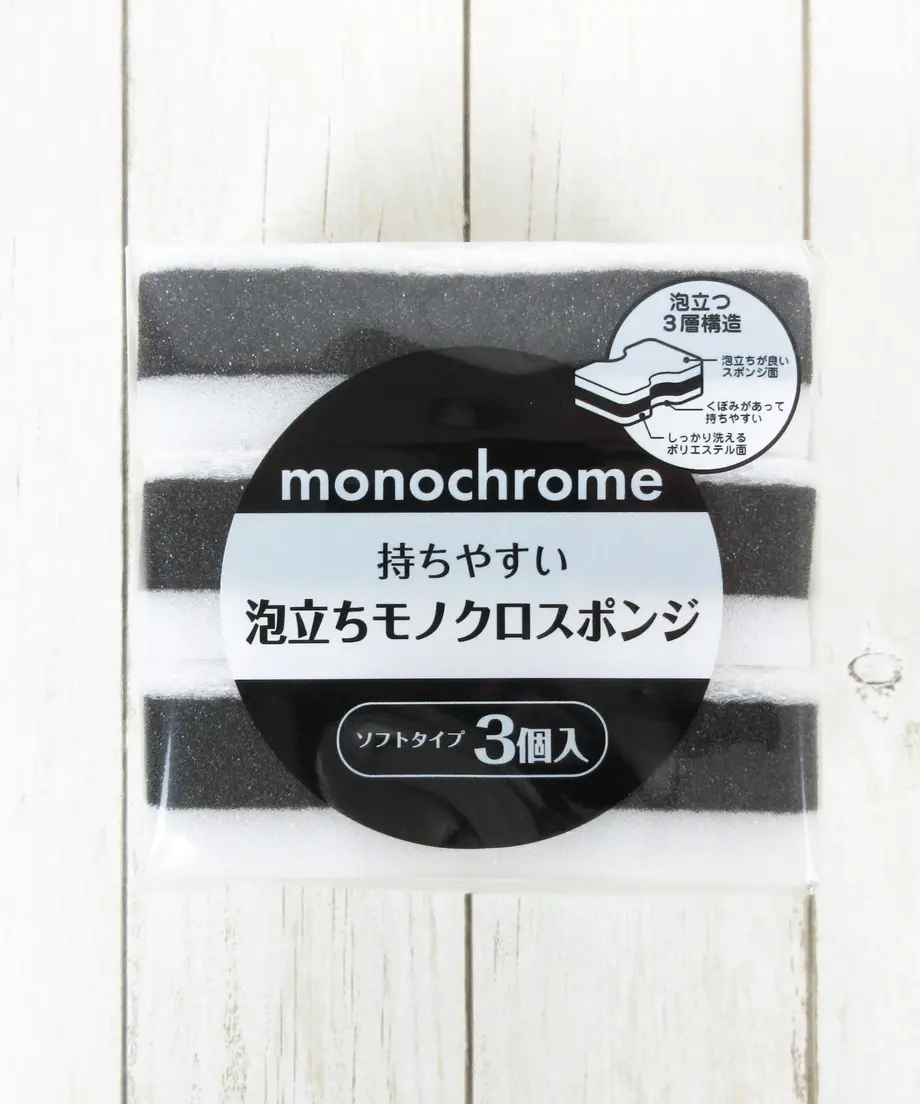 泡立つ
3層構造
泡立ちが良い
スポンジ面
くぼみがあって
持ちやすい
しっかり洗える
ポリエステル面
monochrome
持ちやすい
泡立ちモノクロスポンジ
ソフトタイプ 3個入